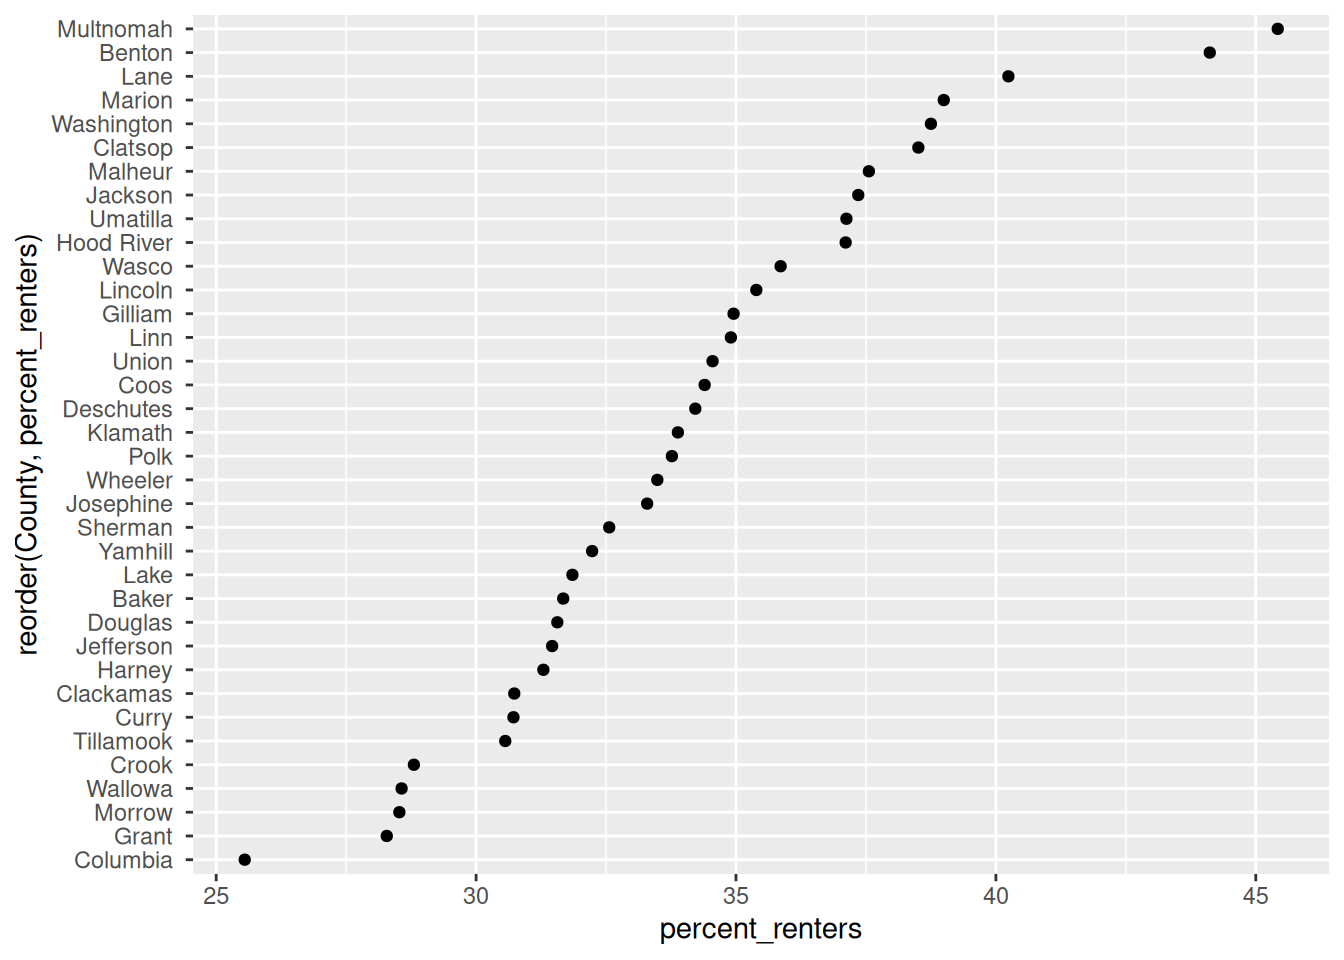 Multnomah
Benton
Lane
Marion
Washington
Clatsop
Malheur
Jackson
Umatilla
Hood River
Wasco
Lincoln
Gilliam
Linn
Union
Coos
Deschutes
Klamath
Polk
Wheeler
Josephine
Sherman
Yamhill
Lake
Baker
Douglas
Jefferson
Harney
Clackamas
Curry
Tillamook
Crook
Wallowa
Morrow
Grant
Columbia
reorder(County, percent_renters)
25 30 35 40 45
percent_renters